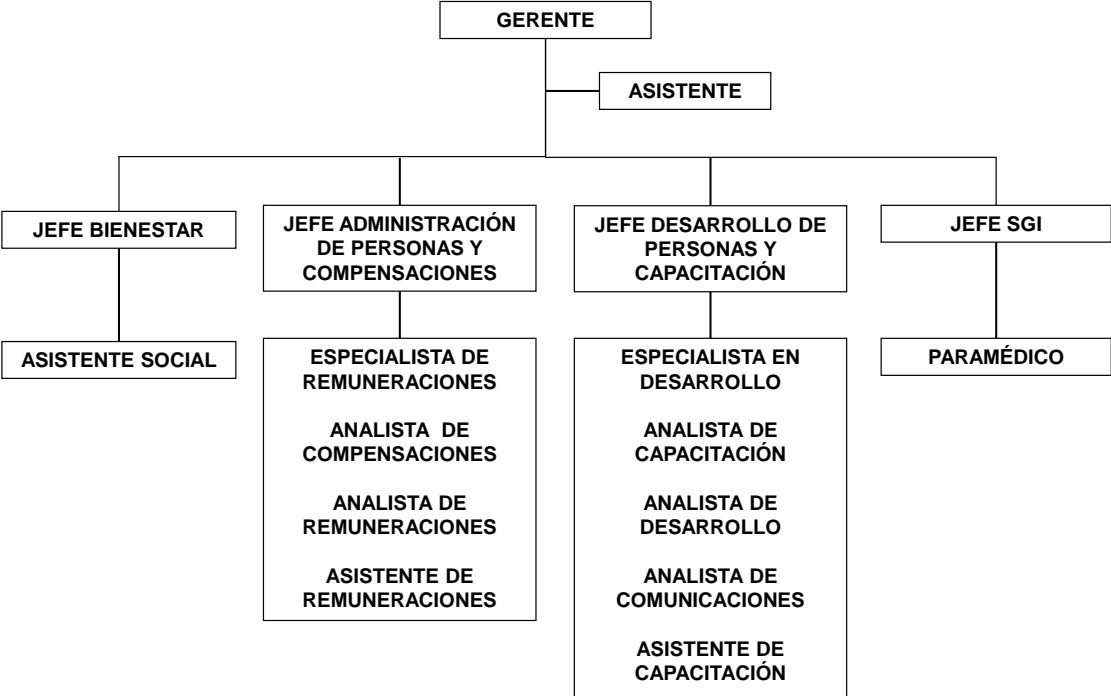 GERENTE
ASISTENTE
JEFE BIENESTAR
JEFE ADMINISTRACIÓN
DE PERSONAS Y
COMPENSACIONES
JEFE DESARROLLO DE
PERSONAS Y
CAPACITACIÓN
JEFE SGI
ASISTENTE SOCIAL
ESPECIALISTA DE
REMUNERACIONES
ANALISTA DE
COMPENSACIONES
ANALISTA DE
REMUNERACIONES
ASISTENTE DE
REMUNERACIONES
ESPECIALISTA EN
DESARROLLO
ANALISTA DE
CAPACITACIÓN
ANALISTA DE
DESARROLLO
ANALISTA DE
COMUNICACIONES
ASISTENTE DE
CAPACITACIÓN
PARAMÉDICO